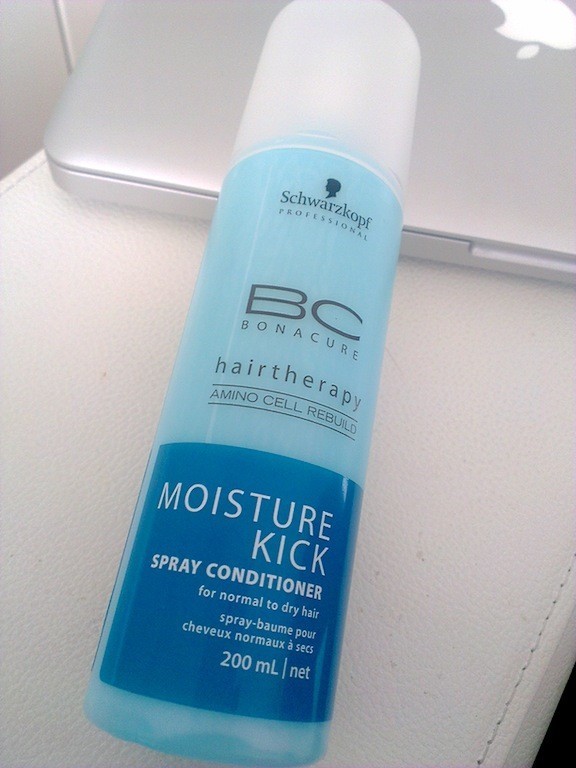 Schwarzkopf
PROFESSIONAL
BC
BONACURE
hairtherapy
AMINO CELL REBUILD
MOISTURE
KICK
SPRAY CONDITIONER
for normal to dry hair
spray-baume pour
cheveux normaux à secs
200 mL | net